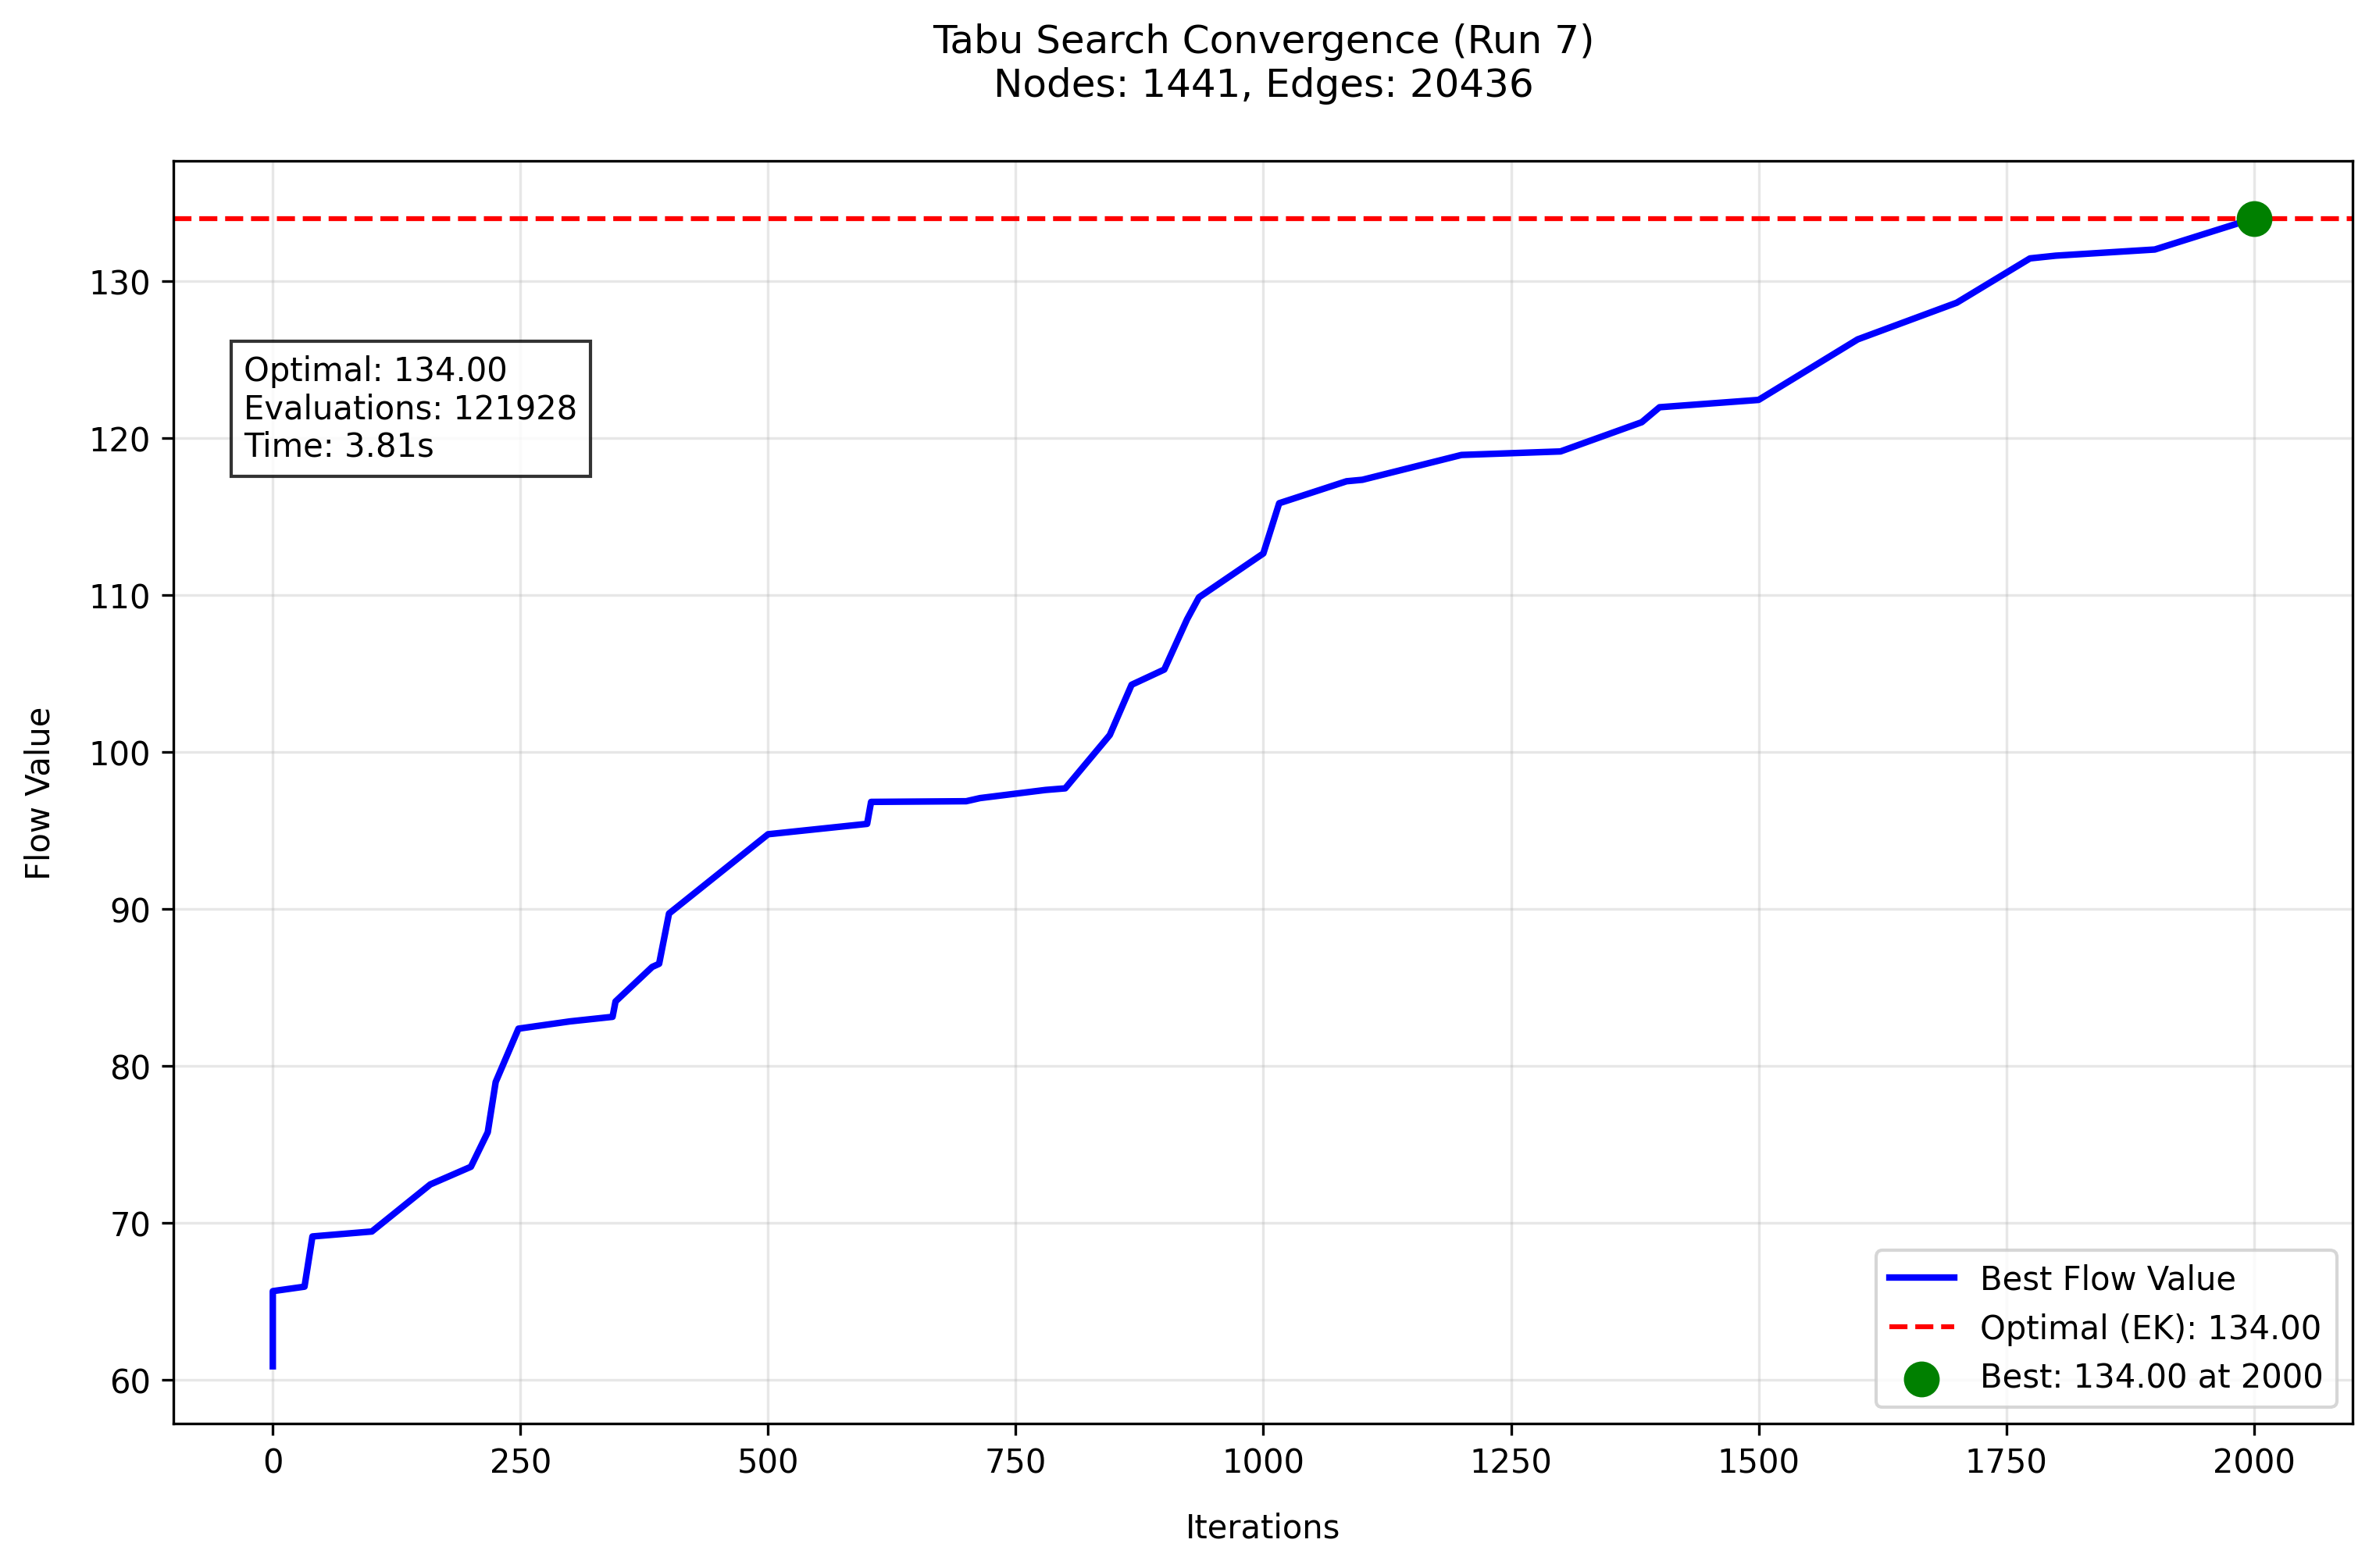 Tabu Search Convergence (Run 7)
Nodes: 1441, Edges: 20436
Flow Value
130
120
110
100
90
80
70
60
Optimal: 134.00
Evaluations: 121928
Time: 3.81s
Best Flow Value
Optimal (EK): 134.00
Best: 134.00 at 2000
0 250 500 750 1000 1250 1500 1750 2000
Iterations